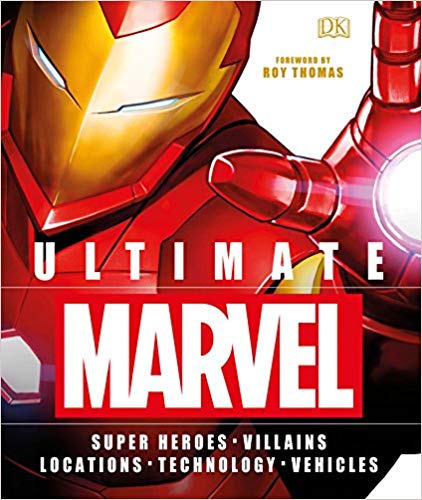 DK
FOREWORD BY
ROY THOMAS
ULTIMATE
MARVEL
SUPER HEROES · VILLAINS
LOCATIONS · TECHNOLOGY · VEHICLES